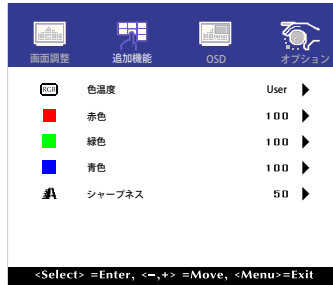 画面調整 追加機能 OSD オプション
RGB 色温度 User
赤色 100
緑色 100
青色 100
シャープネス 50
<Select> =Enter, <−,+> =Move, <Menu>=Exit